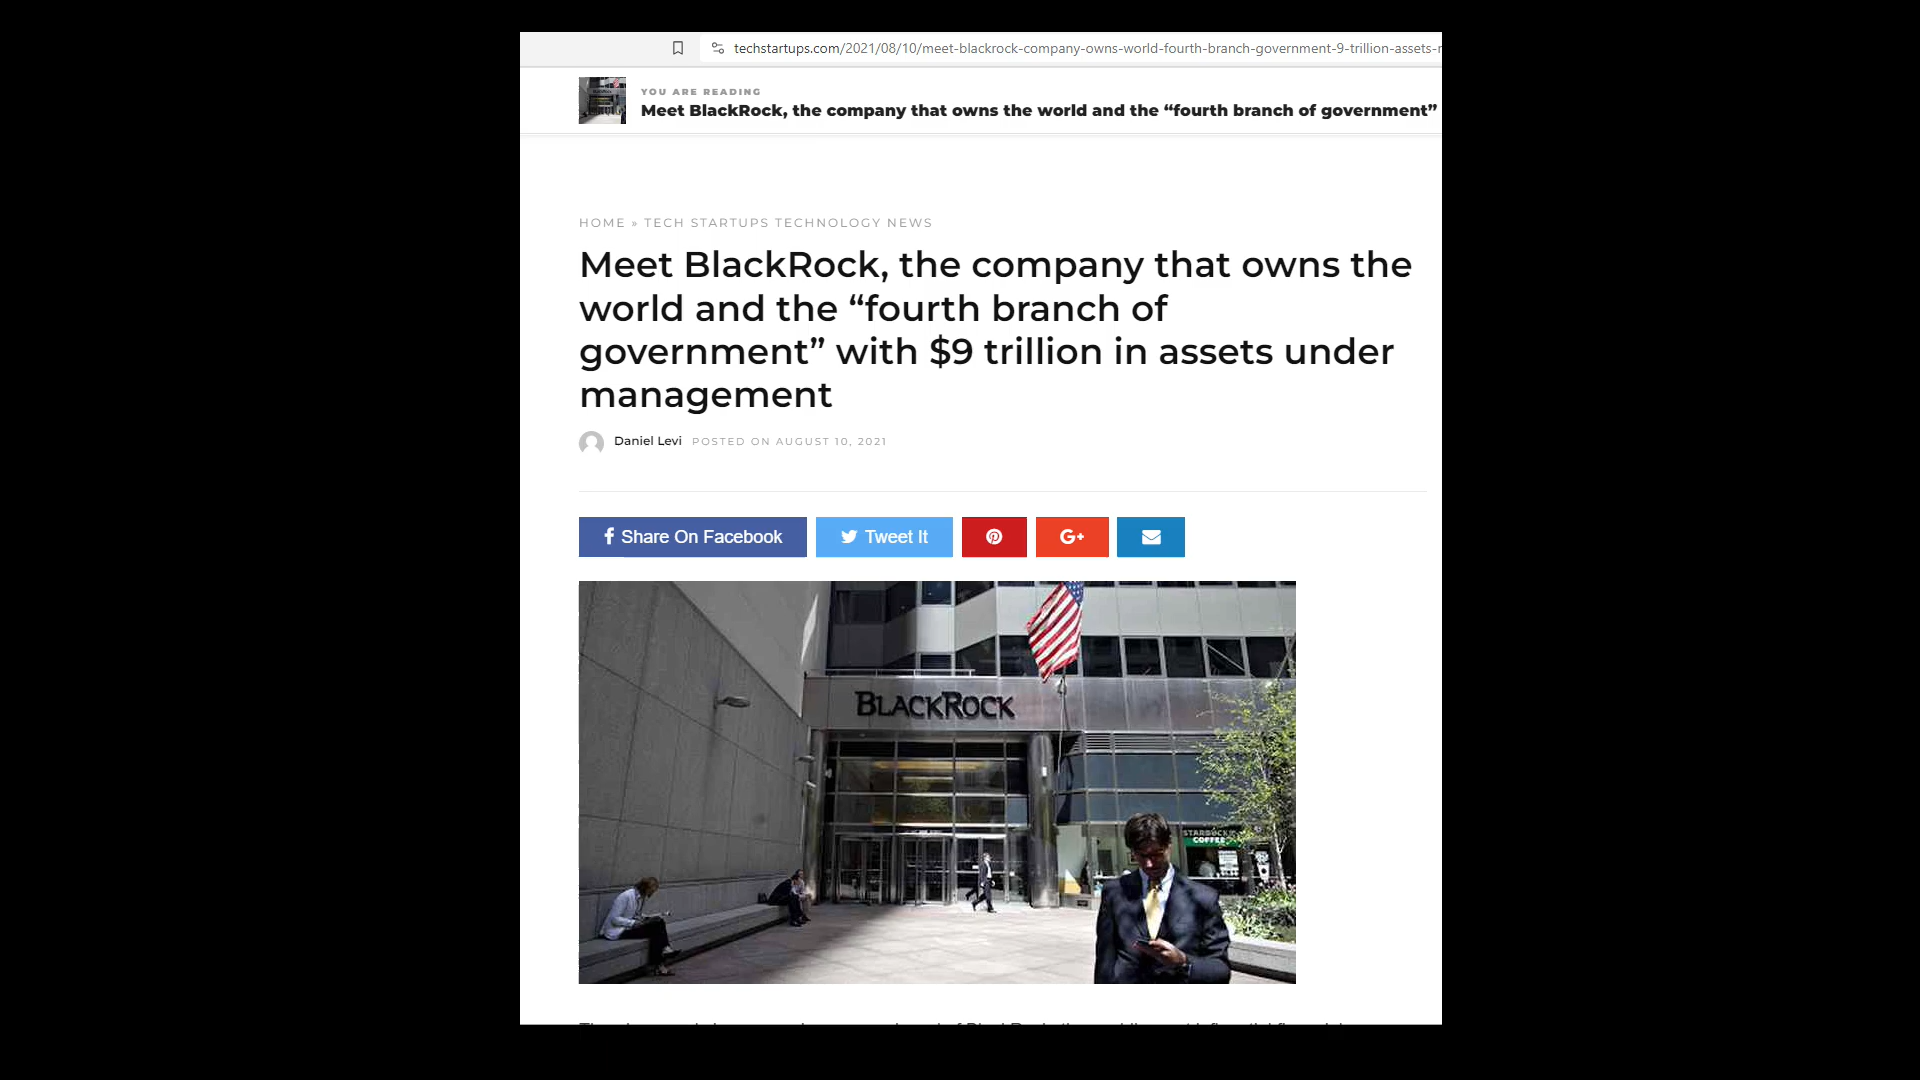 techstartups.com/2021/08/10/meet-blackrock-company-owns-world-fourth-branch-government-9-trillion-assets-r
YOU ARE READING
Meet BlackRock, the company that owns the world and the “fourth branch of government”
HOME » TECH STARTUPS TECHNOLOGY NEWS
Meet BlackRock, the company that owns the
world and the “fourth branch of
government” with $9 trillion in assets under
management
Daniel Levi POSTED ON AUGUST 10, 2021
Share On Facebook Tweet It G+
BLACKROCK
STARBUCKS
COFFEE